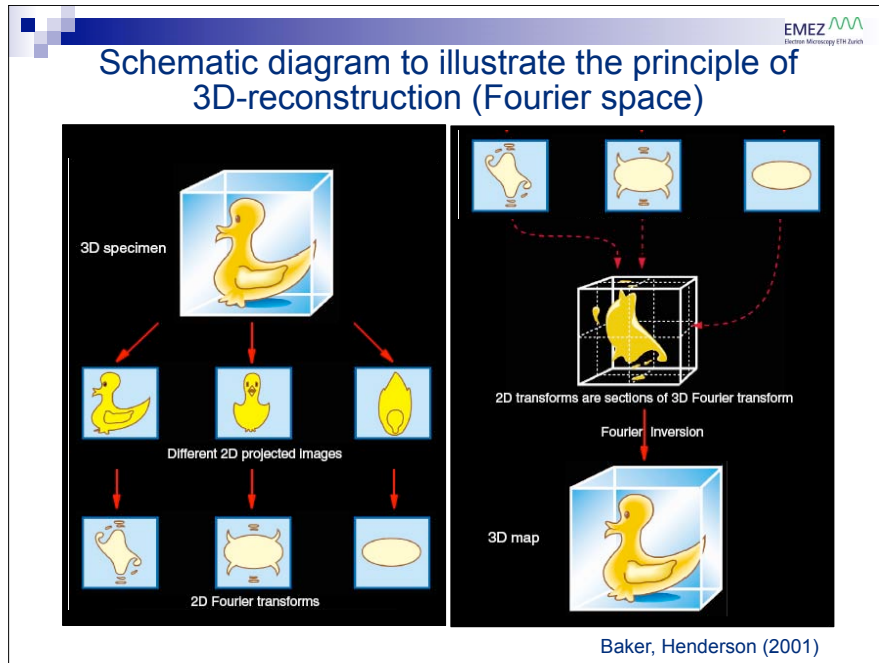 EMEZ
Electron Microscopy ETH Zurich
Schematic diagram to illustrate the principle of
3D-reconstruction (Fourier space)
3D specimen
Different 2D projected images
2D Fourier transforms
2D transforms are sections of 3D Fourier transform
Fourier Inversion
3D map
Baker, Henderson (2001)